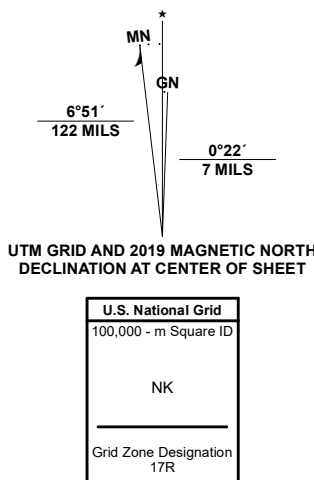 ★
MN
GN
6°51´
122 MILS
0°22´
7 MILS
UTM GRID AND 2019 MAGNETIC NORTH
DECLINATION AT CENTER OF SHEET
U.S. National Grid
100,000 - m Square ID
NK
Grid Zone Designation
17R